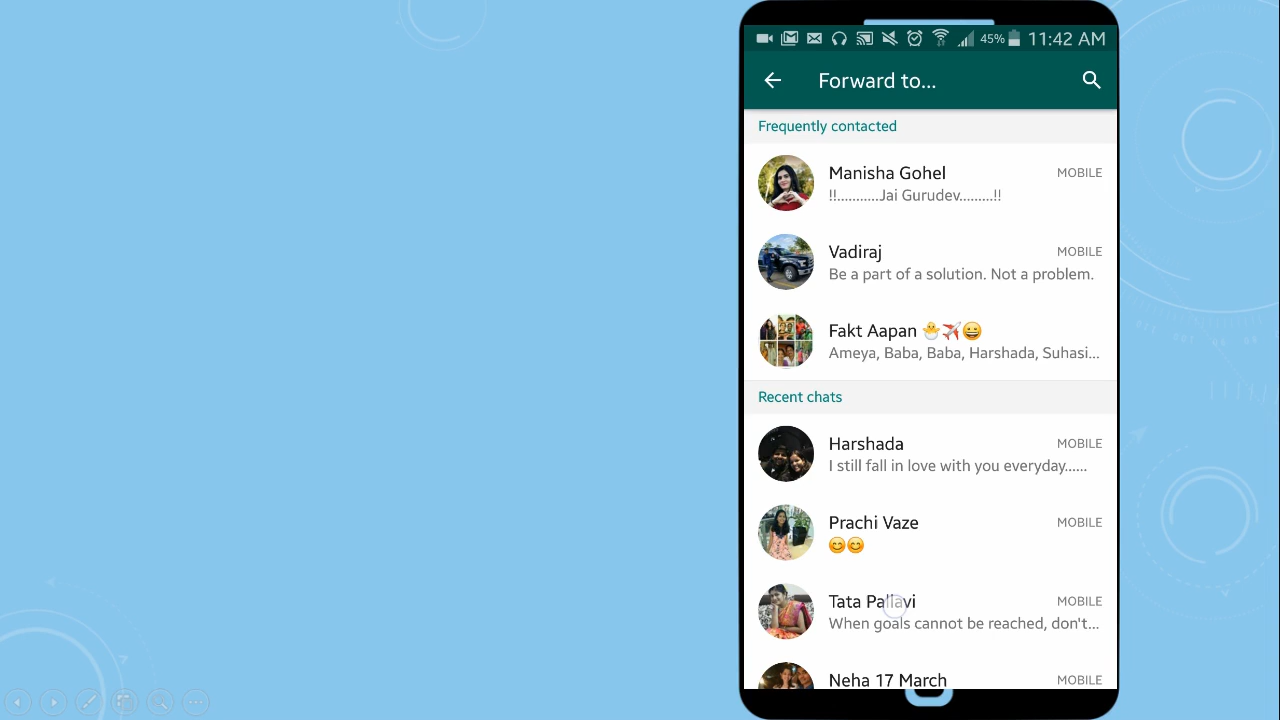 45% 11:42 AM
Forward to...
Frequently contacted
Manisha Gohel MOBILE
!!...........Jai Gurudev.........!!
Vadiraj MOBILE
Be a part of a solution. Not a problem.
Fakt Aapan 🐣✈️😀
Ameya, Baba, Baba, Harshada, Suhasi...
Recent chats
Harshada MOBILE
I still fall in love with you everyday......
Prachi Vaze MOBILE
😊😊
Tata Pallavi MOBILE
When goals cannot be reached, don't...
Neha 17 March MOBILE